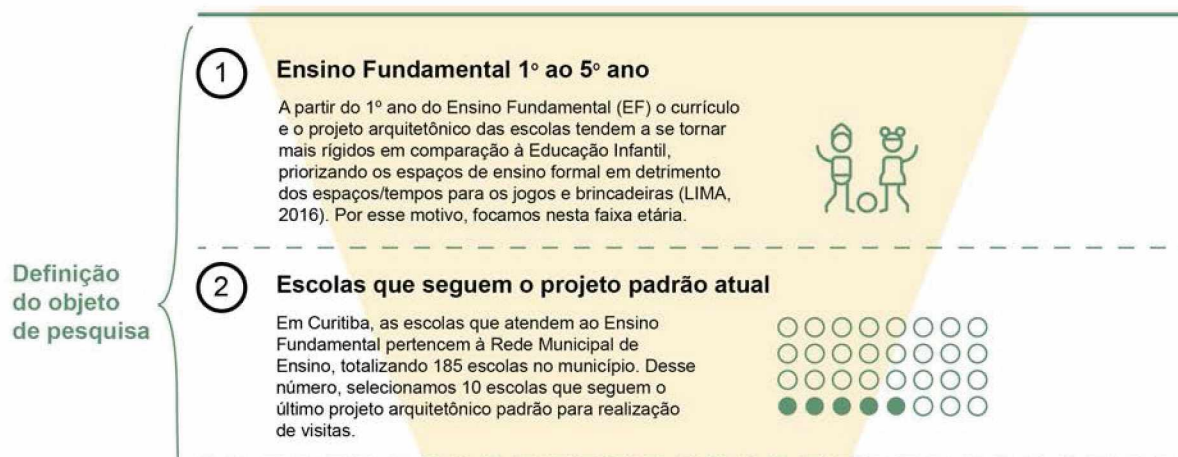 Definição
do objeto
de pesquisa
1
Ensino Fundamental 1º ao 5º ano
A partir do 1º ano do Ensino Fundamental (EF) o currículo
e o projeto arquitetônico das escolas tendem a se tornar
mais rígidos em comparação à Educação Infantil,
priorizando os espaços de ensino formal em detrimento
dos espaços/tempos para os jogos e brincadeiras (LIMA,
2016). Por esse motivo, focamos nesta faixa etária.
2
Escolas que seguem o projeto padrão atual
Em Curitiba, as escolas que atendem ao Ensino
Fundamental pertencem à Rede Municipal de
Ensino, totalizando 185 escolas no município. Desse
número, selecionamos 10 escolas que seguem o
último projeto arquitetônico padrão para realização
de visitas.